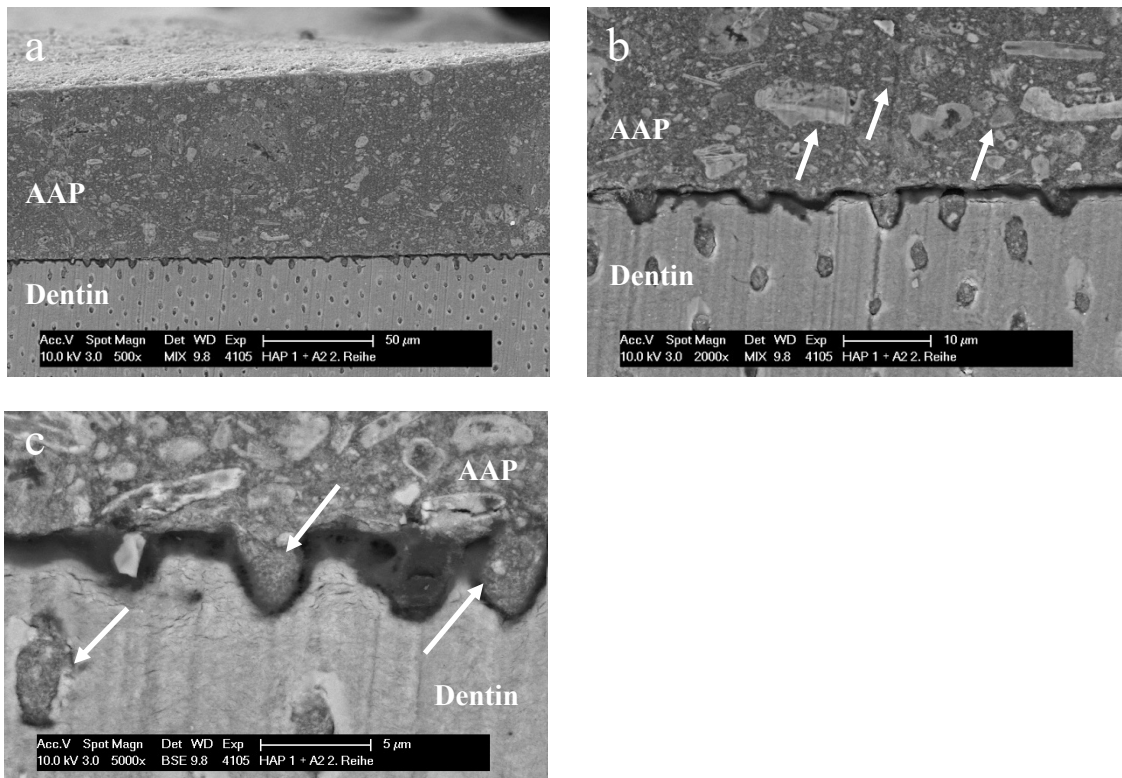 a
AAP
Dentin
Acc.V Spot Magn Det WD Exp 50 µm
10.0 kV 3.0 500x MIX 9.8 4105 HAP 1 + A2 2. Reihe
b
AAP
Dentin
Acc.V Spot Magn Det WD Exp 10 µm
10.0 kV 3.0 2000x MIX 9.8 4105 HAP 1 + A2 2. Reihe
c
AAP
Dentin
Acc.V Spot Magn Det WD Exp 5 µm
10.0 kV 3.0 5000x BSE 9.8 4105 HAP 1 + A2 2. Reihe